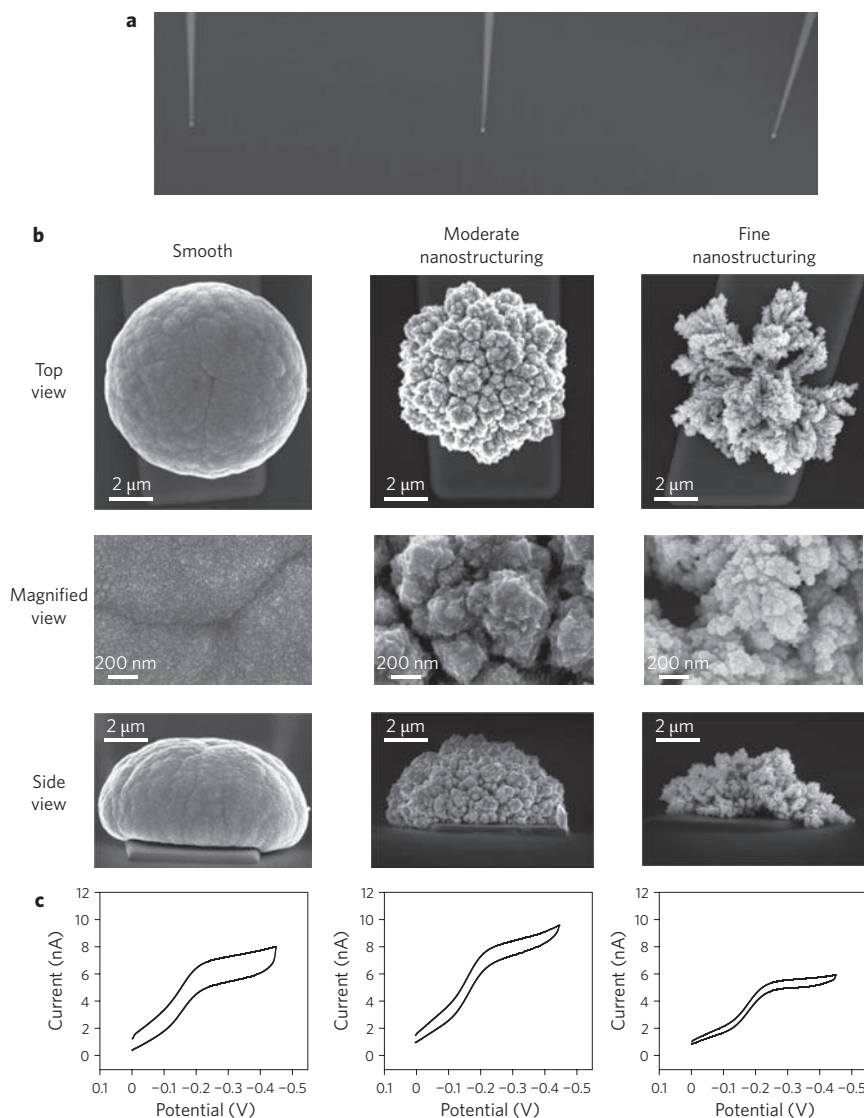 a
b
Smooth
Moderate
nanostructuring
Fine
nanostructuring
Top
view
2 μm
2 μm
2 μm
Magnified
view
200 nm
200 nm
200 nm
Side
view
2 μm
2 μm
2 μm
c
12
10
8
6
4
2
0
Current (nA)
0.1 0 −0.1 −0.2 −0.3 −0.4 −0.5
Potential (V)
12
10
8
6
4
2
0
Current (nA)
0.1 0 −0.1 −0.2 −0.3 −0.4 −0.5
Potential (V)
12
10
8
6
4
2
0
Current (nA)
0.1 0 −0.1 −0.2 −0.3 −0.4 −0.5
Potential (V)